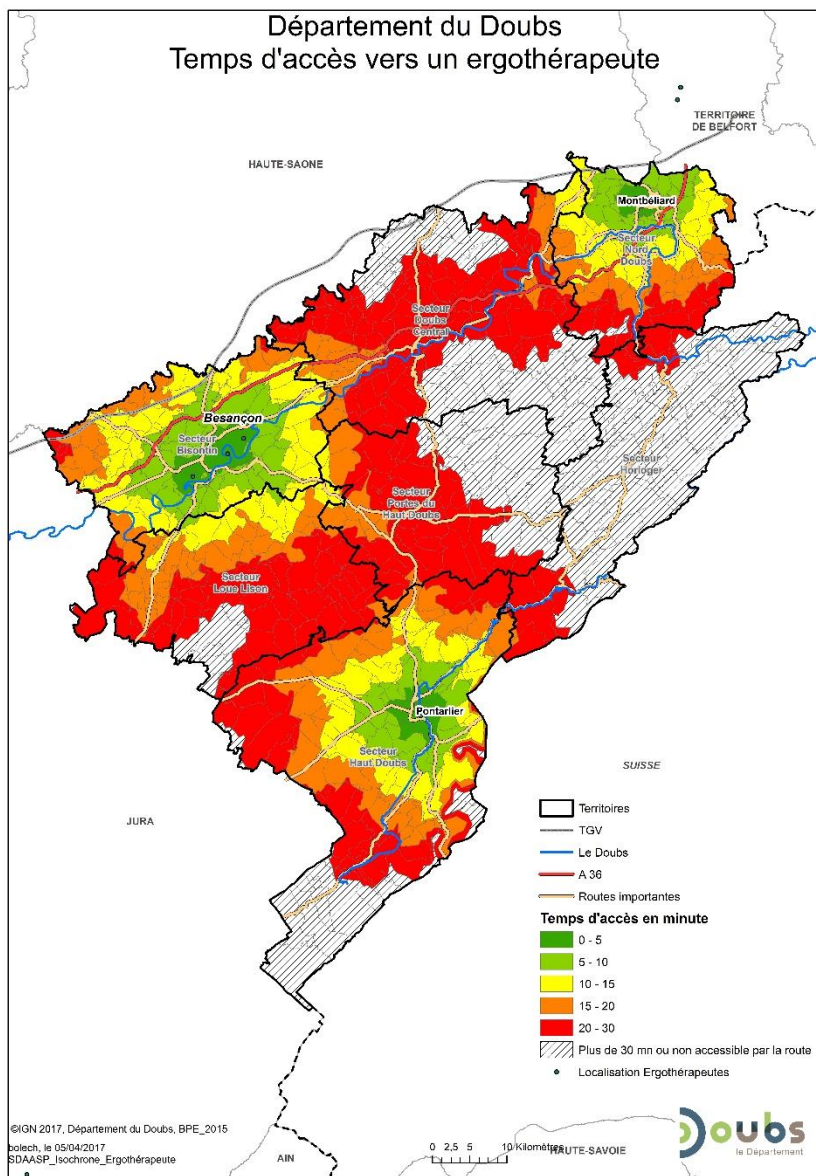 Département du Doubs
Temps d'accès vers un ergothérapeute
TERRITOIRE
DE BELFORT
HAUTE-SAONE
Montbéliard
Secteur
Nord
Doubs
Secteur
Doubs
Central
Besançon
Secteur
Bisontin
Secteur
Horloger
Secteur
Portes du
Haut Doubs
Secteur
Loue Lison
Pontarlier
Secteur
Haut Doubs
SUISSE
JURA
Territoires
TGV
Le Doubs
A 36
Routes importantes
Temps d'accès en minute
0 - 5
5 - 10
10 - 15
15 - 20
20 - 30
Plus de 30 mn ou non accessible par la route
Localisation Ergothérapeutes
©IGN 2017, Département du Doubs, BPE_2015
bolech, le 05/04/2017
SDAASP_Isochrone_Ergothérapeute
AIN
0 2,5 5 10 Kilomètres
HAUTE-SAVOIE
Doubs
le Département